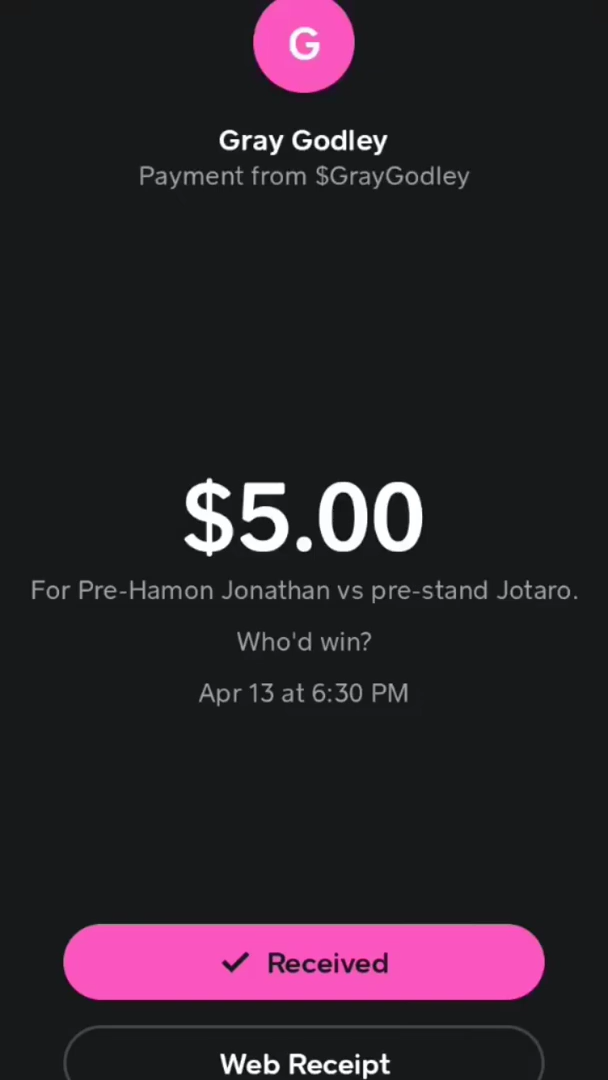 G
Gray Godley
Payment from $GrayGodley
$5.00
For Pre-Hamon Jonathan vs pre-stand Jotaro.
Who'd win?
Apr 13 at 6:30 PM
Received
Web Receipt